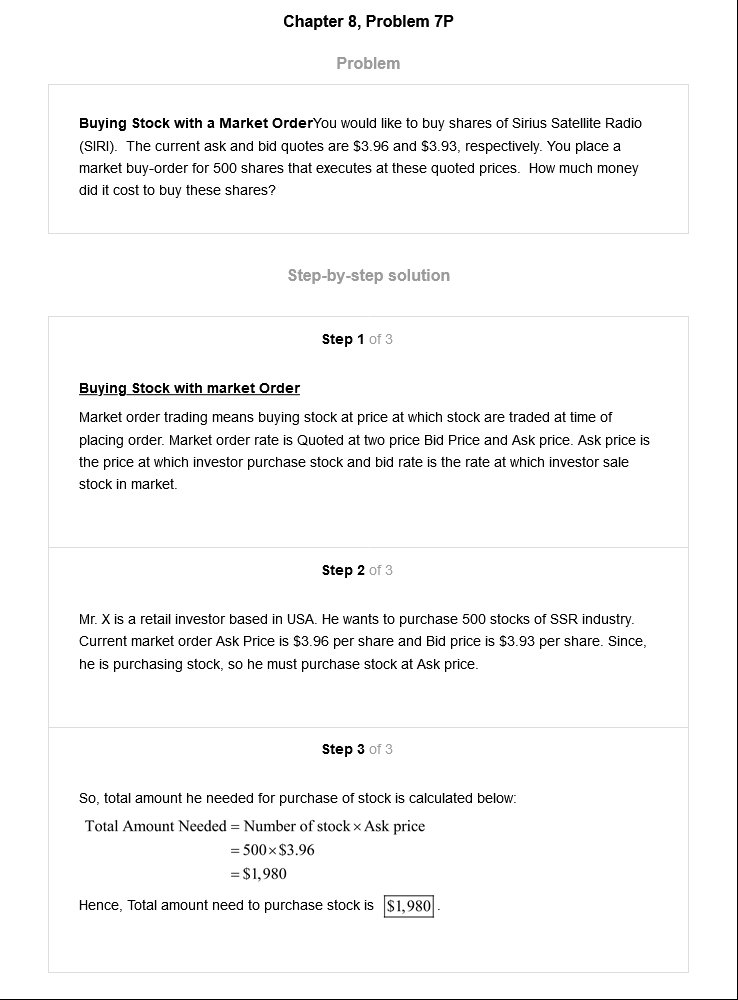 Chapter 8, Problem 7P
Problem
Buying Stock with a Market OrderYou would like to buy shares of Sirius Satellite Radio
(SIRI).  The current ask and bid quotes are $3.96 and $3.93, respectively. You place a
market buy-order for 500 shares that executes at these quoted prices.  How much money
did it cost to buy these shares?
Step-by-step solution
Step 1 of 3
Buying Stock with market Order
Market order trading means buying stock at price at which stock are traded at time of
placing order. Market order rate is Quoted at two price Bid Price and Ask price. Ask price is
the price at which investor purchase stock and bid rate is the rate at which investor sale
stock in market.
Step 2 of 3
Mr. X is a retail investor based in USA. He wants to purchase 500 stocks of SSR industry.
Current market order Ask Price is $3.96 per share and Bid price is $3.93 per share. Since,
he is purchasing stock, so he must purchase stock at Ask price.
Step 3 of 3
So, total amount he needed for purchase of stock is calculated below:
Total Amount Needed = Number of stock × Ask price
= 500 × $3.96
= $1,980
Hence, Total amount need to purchase stock is $1,980.